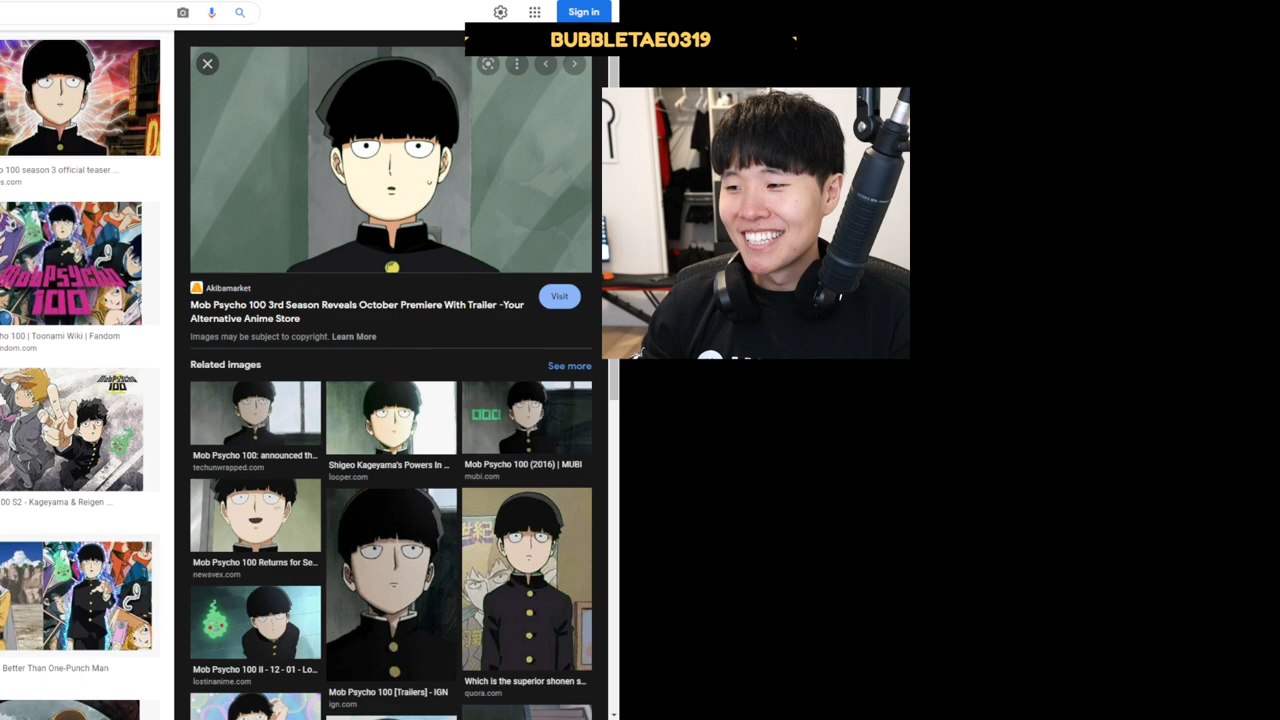 Sign in
BUBBLETAE0319
100 season 3 official teaser ...
s.com
MobPsycho
100
ho 100 | Toonami Wiki | Fandom
ndom.com
100
00 S2 - Kageyama & Reigen ...
Better Than One-Punch Man
Akibamarket
Mob Psycho 100 3rd Season Reveals October Premiere With Trailer -Your
Alternative Anime Store
Visit
Images may be subject to copyright. Learn More
Related images
See more
Mob Psycho 100: announced th...
techunwrapped.com
Shigeo Kageyama's Powers In ...
looper.com
Mob Psycho 100 (2016) | MUBI
mubi.com
Mob Psycho 100 Returns for Se...
newsvex.com
Mob Psycho 100 II - 12 - 01 - Lo...
lostinanime.com
Mob Psycho 100 [Trailers] - IGN
ign.com
Which is the superior shonen s...
quora.com